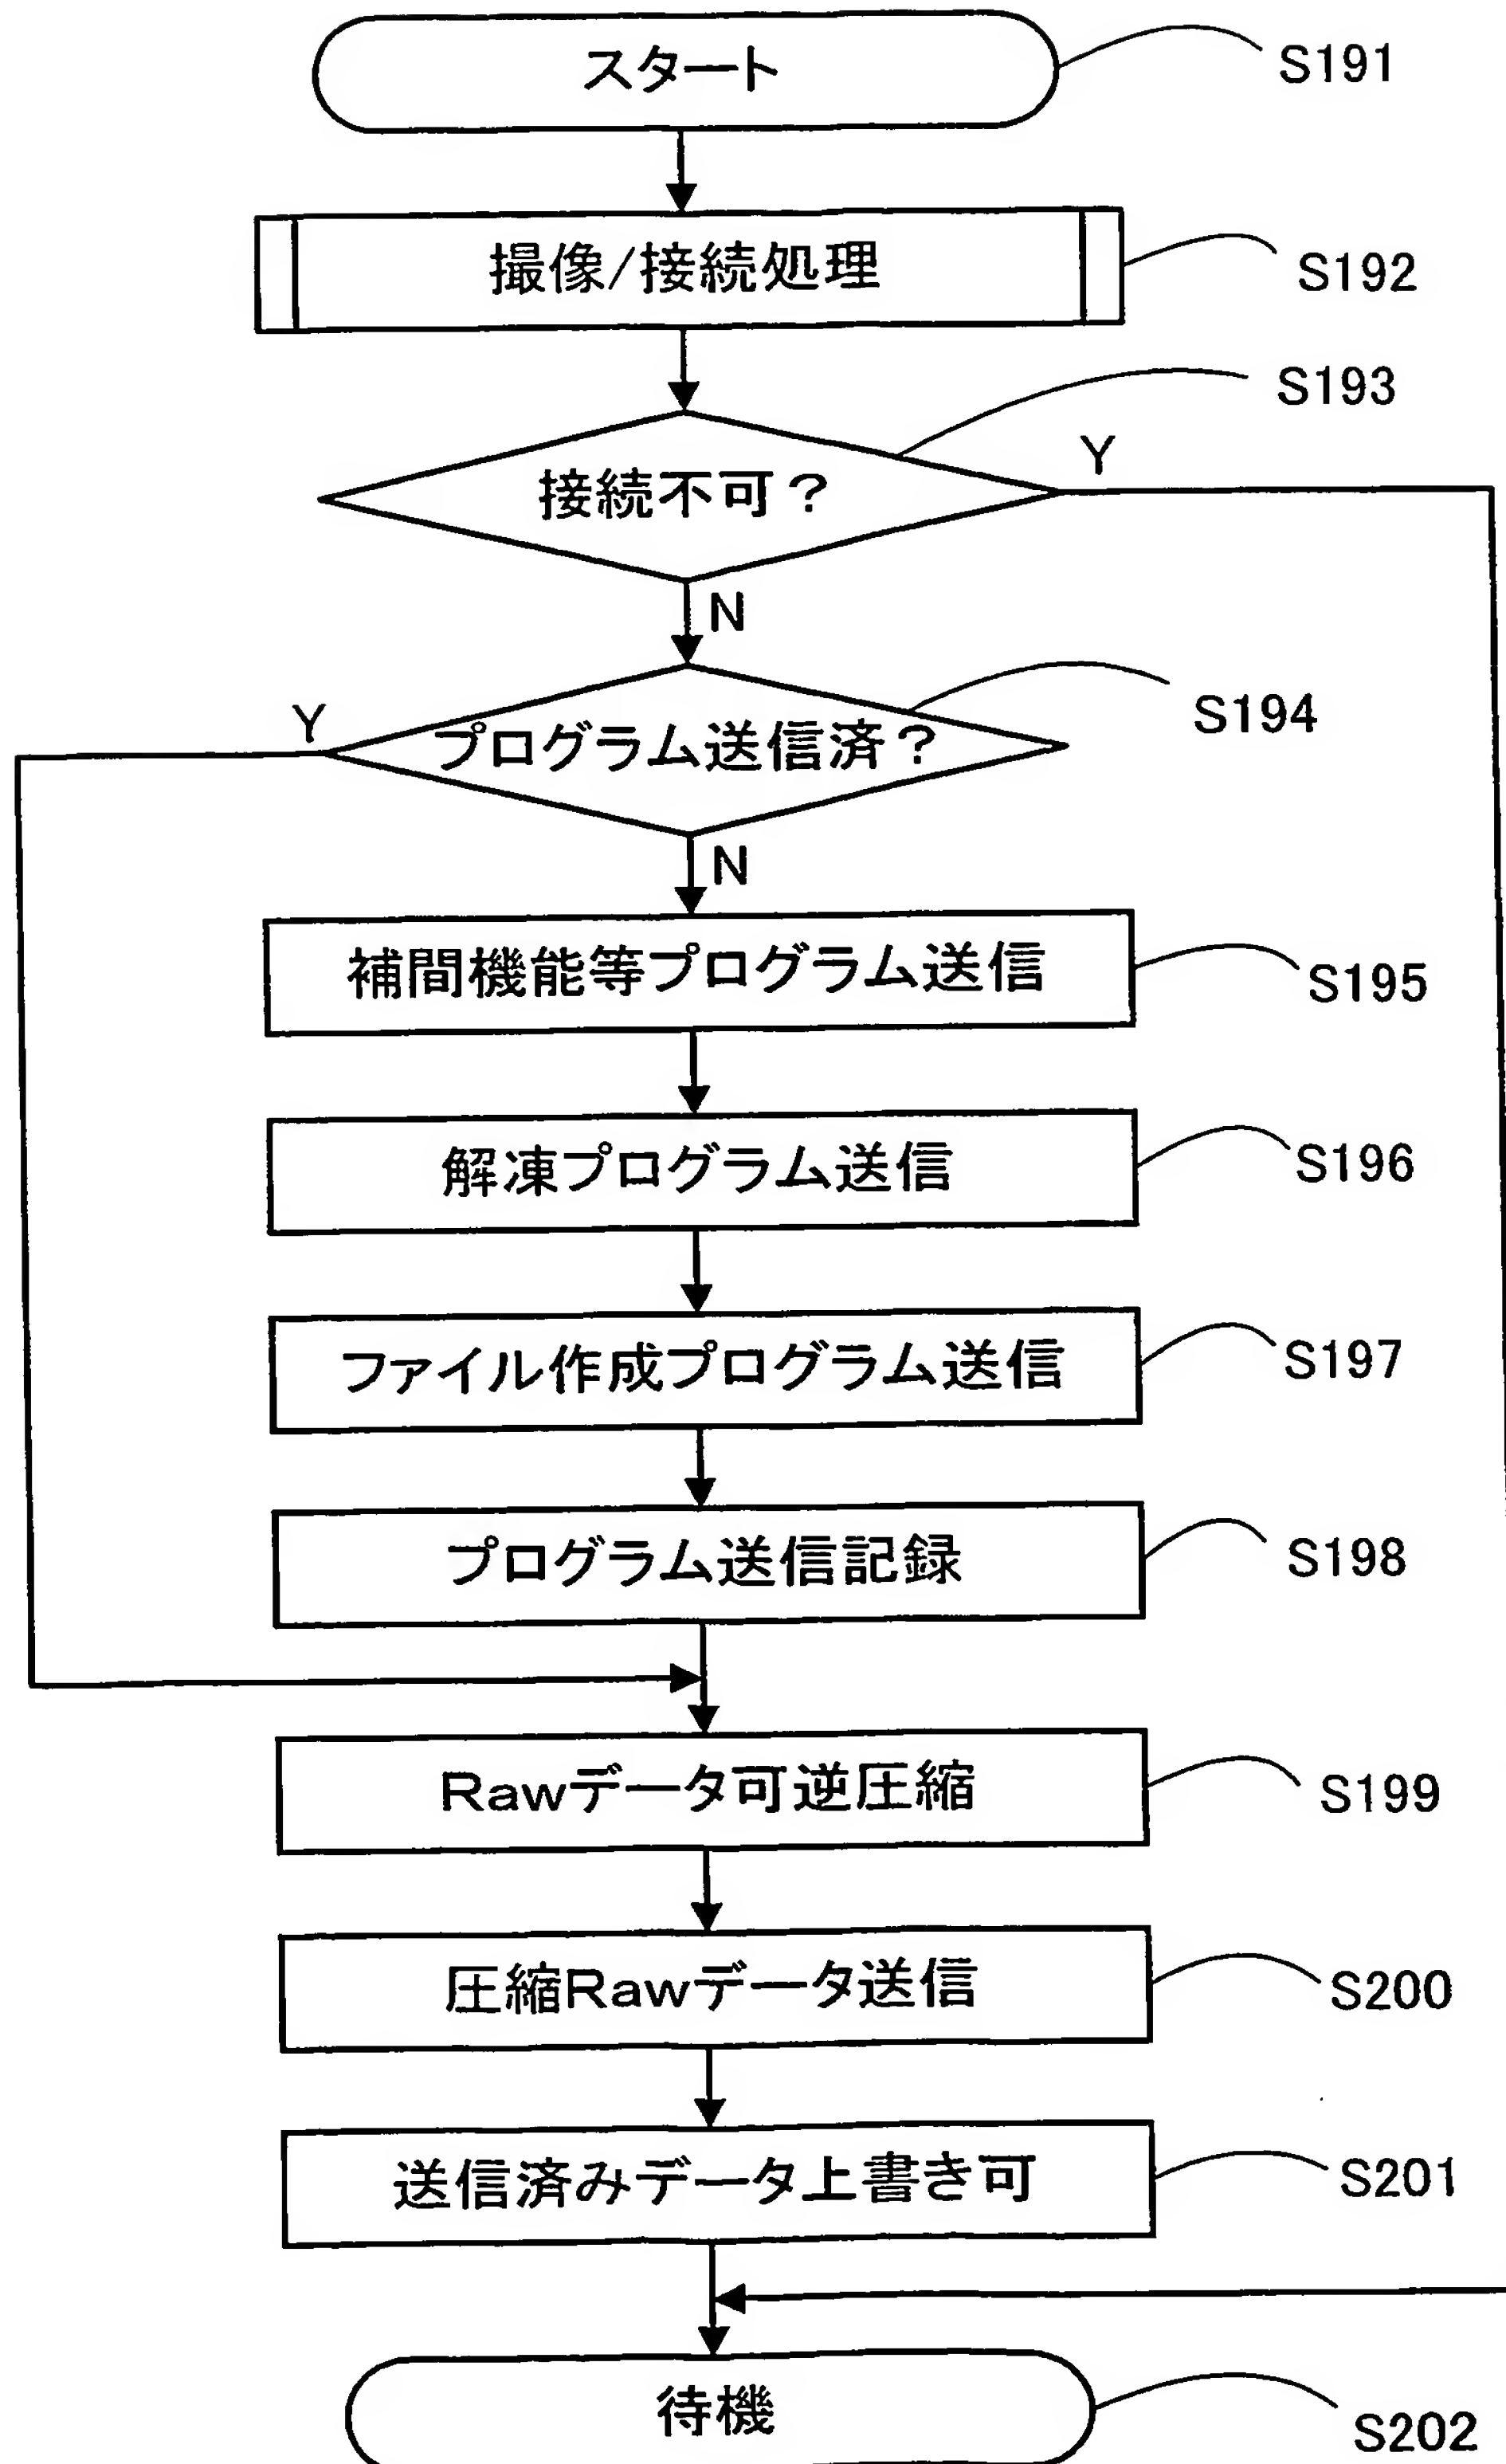 スタート
S191
撮像/接続処理
S192
S193
接続不可?
Y
N
S194
Y
プログラム送信済?
N
補間機能等プログラム送信
S195
解凍プログラム送信
S196
ファイル作成プログラム送信
S197
プログラム送信記録
S198
Rawデータ可逆圧縮
S199
圧縮Rawデータ送信
S200
送信済みデータ上書き可
S201
待機
S202